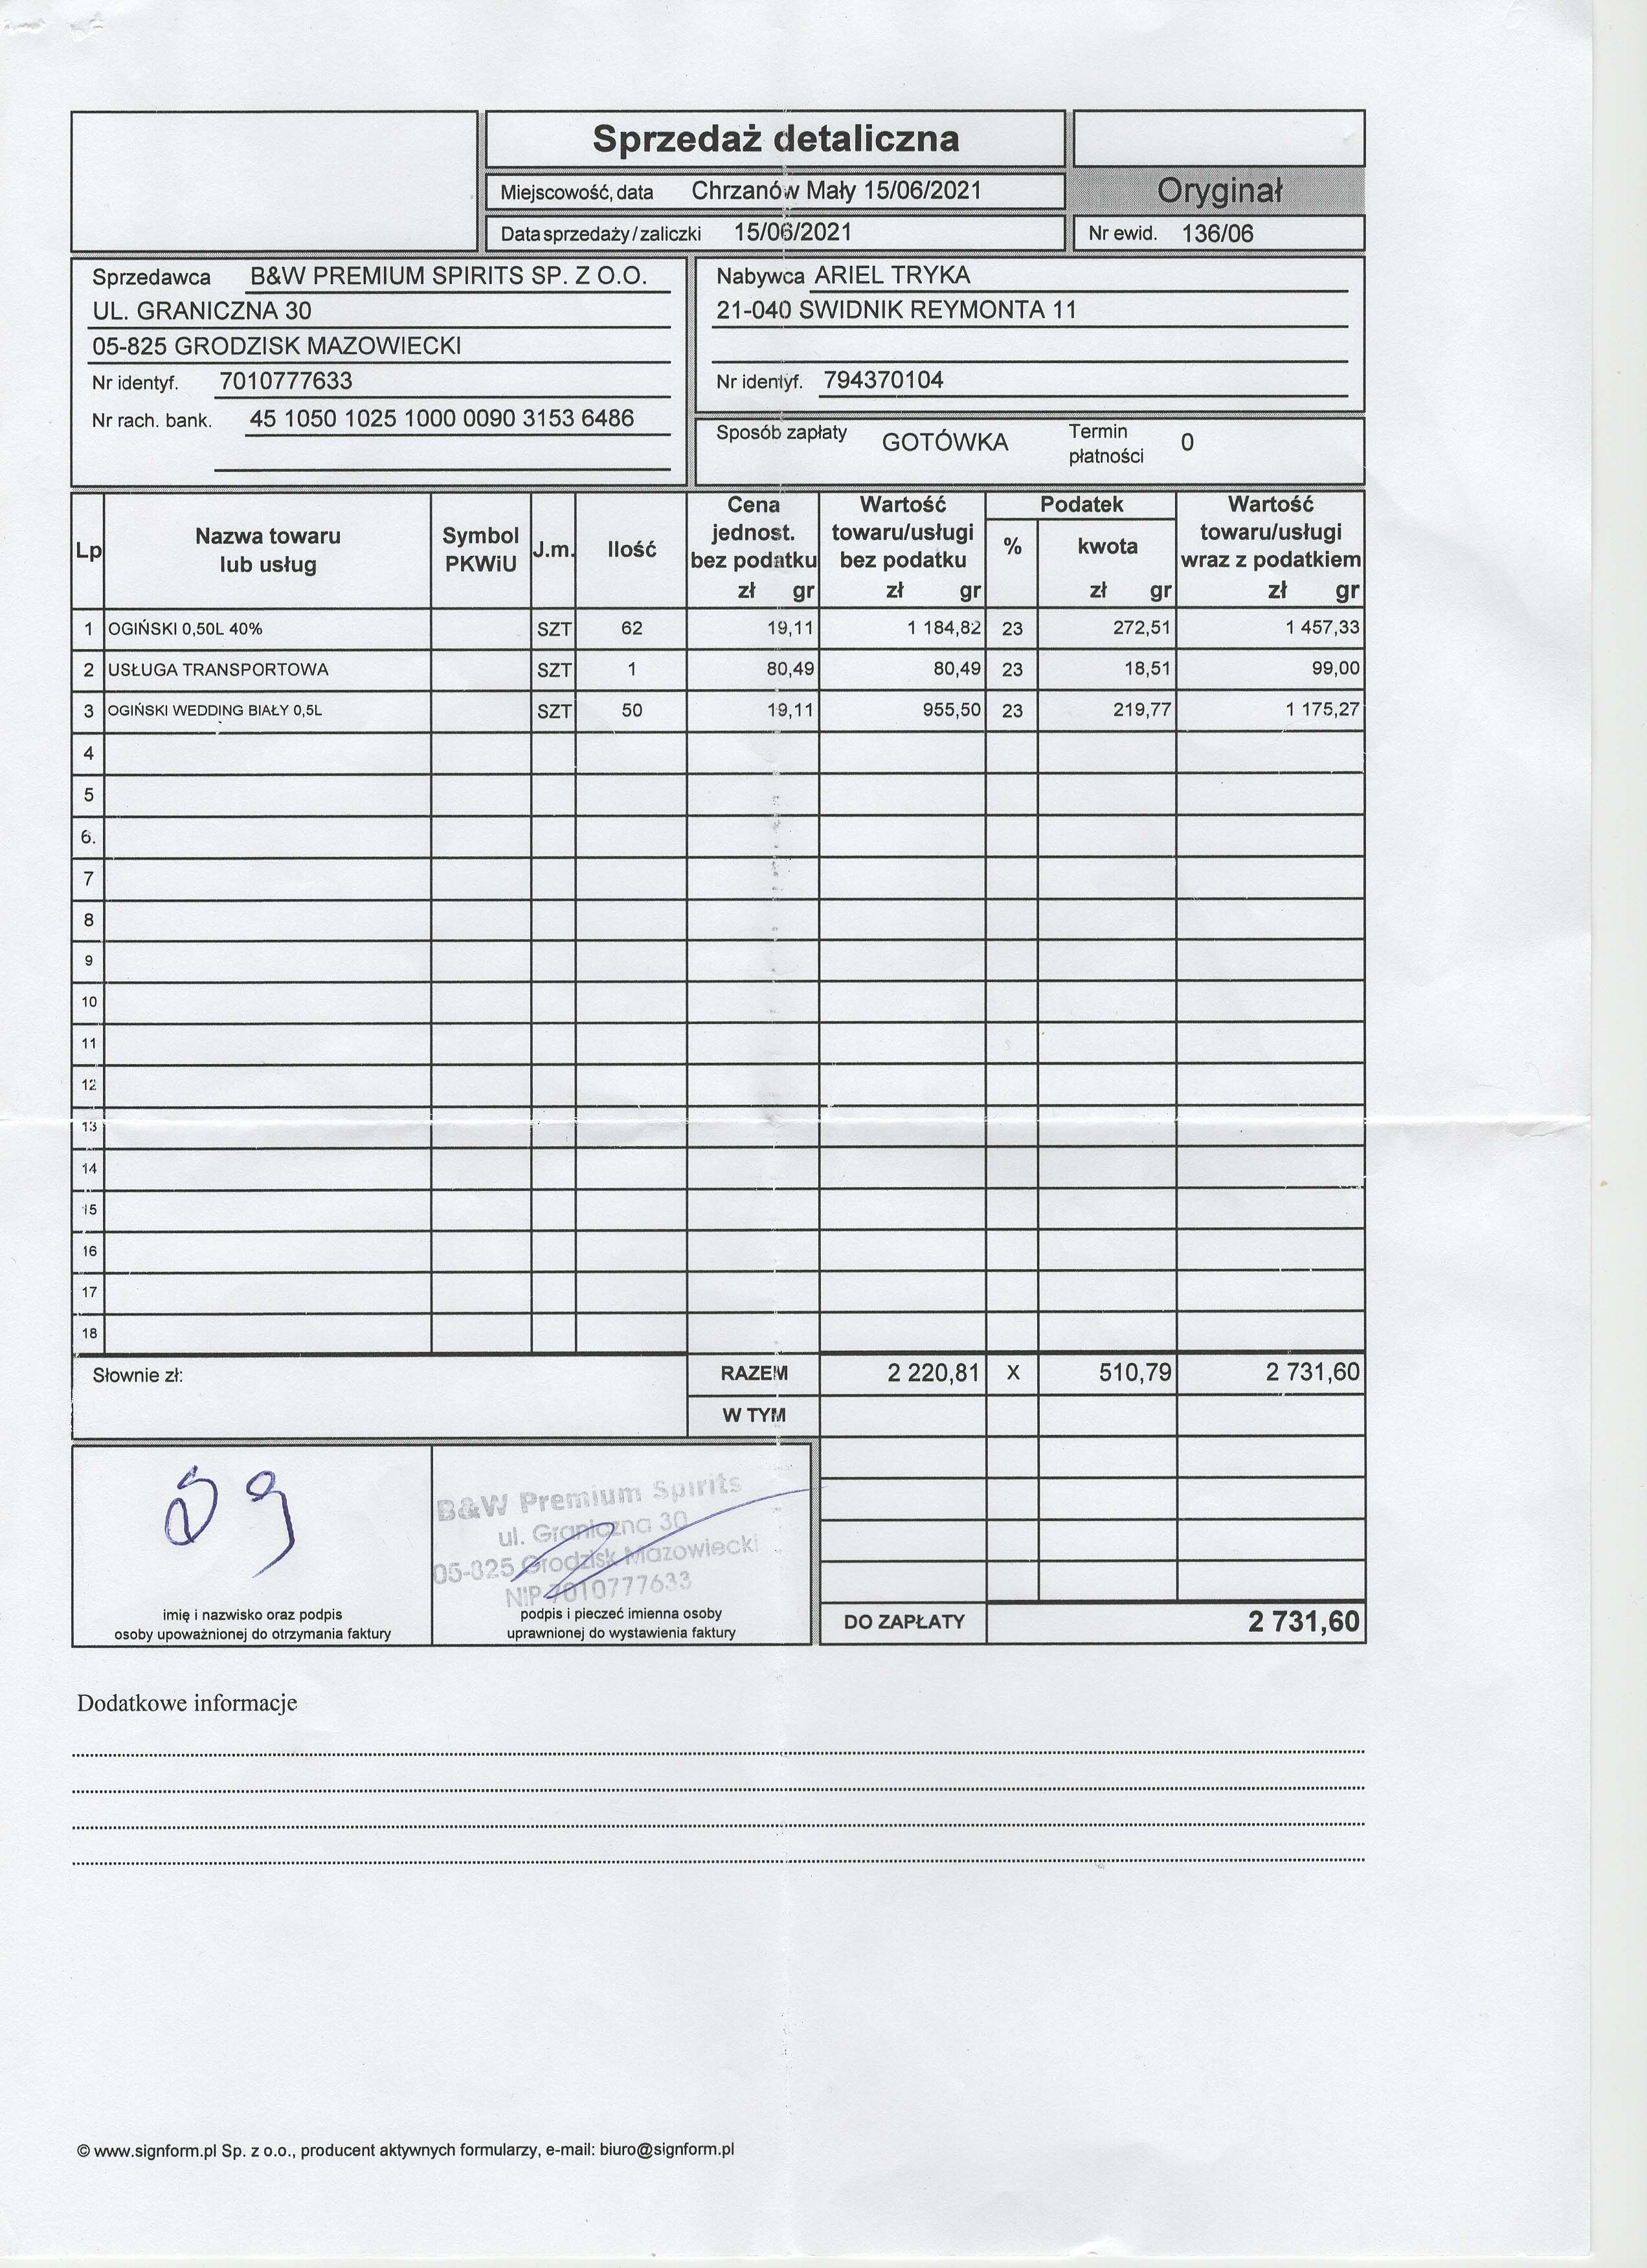 Sprzedaż detaliczna
Miejscowość, data Chrzanów Mały 15/06/2021
Oryginał
Data sprzedaży / zaliczki 15/06/2021
Nr ewid. 136/06
Sprzedawca B&W PREMIUM SPIRITS SP. Z O.O.
UL. GRANICZNA 30
05-825 GRODZISK MAZOWIECKI
Nr identyf. 7010777633
Nr rach. bank. 45 1050 1025 1000 0090 3153 6486
Nabywca ARIEL TRYKA
21-040 SWIDNIK REYMONTA 11
Nr identyf. 794370104
Sposób zapłaty GOTÓWKA Termin płatności 0
Lp Nazwa towaru lub usług Symbol PKWiU J.m. Ilość Cena jednost. bez podatku zł gr Wartość towaru/usługi bez podatku zł gr Podatek % kwota zł gr Wartość towaru/usługi wraz z podatkiem zł gr
1 OGIŃSKI 0,50L 40% SZT 62 19,11 1 184,82 23 272,51 1 457,33
2 USŁUGA TRANSPORTOWA SZT 1 80,49 80,49 23 18,51 99,00
3 OGIŃSKI WEDDING BIAŁY 0,5L SZT 50 19,11 955,50 23 219,77 1 175,27
4
5
6.
7
8
9
10
11
12
13
14
15
16
17
18
Słownie zł:
RAZEM 2 220,81 X 510,79 2 731,60
W TYM
B&W Premium Spirits
ul. Graniczna 30
05-825 Grodzisk Mazowiecki
NIP 7010777633
imię i nazwisko oraz podpis
osoby upoważnionej do otrzymania faktury
podpis i pieczeć imienna osoby
uprawnionej do wystawienia faktury
DO ZAPŁATY 2 731,60
Dodatkowe informacje
© www.signform.pl Sp. z o.o., producent aktywnych formularzy, e-mail: biuro@signform.pl